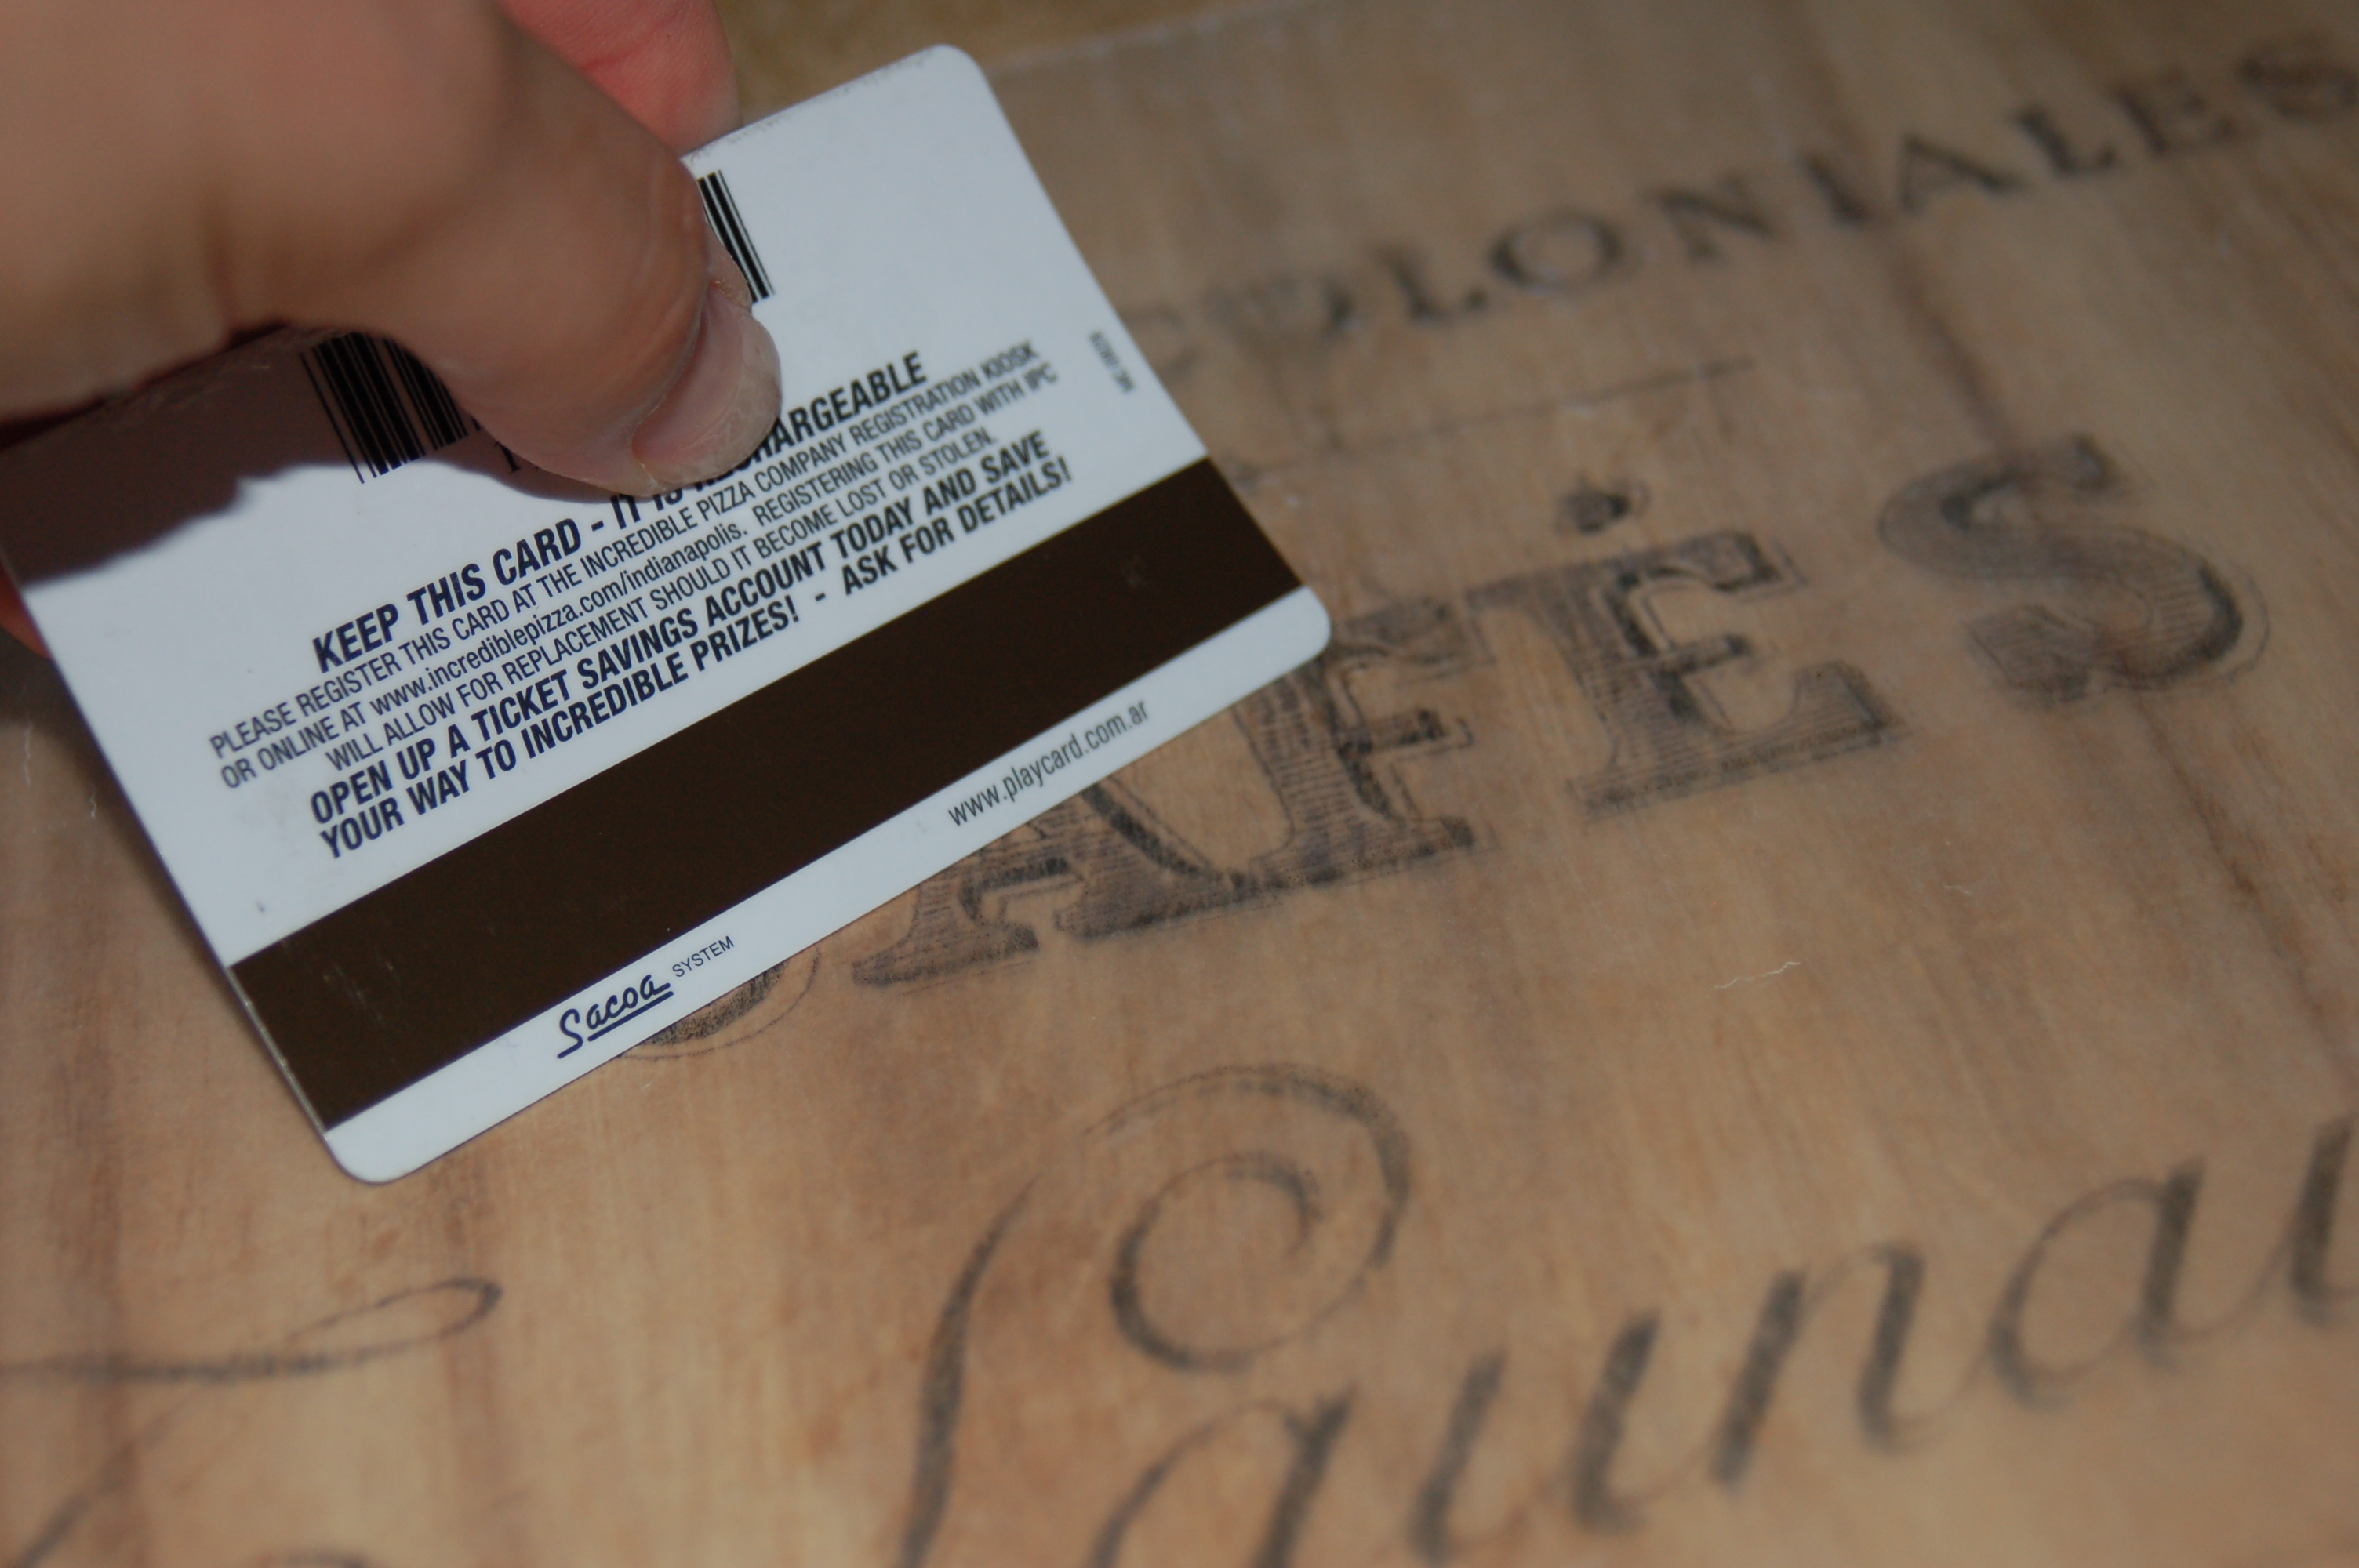 KEEP THIS CARD - IT IS RECHARGEABLE
PLEASE REGISTER THIS CARD AT THE INCREDIBLE PIZZA COMPANY REGISTRATION KIOSK
OR ONLINE AT www.incrediblepizza.com/indianapolis. REGISTERING THIS CARD WITH IPC
WILL ALLOW FOR REPLACEMENT SHOULD IT BECOME LOST OR STOLEN.
OPEN UP A TICKET SAVINGS ACCOUNT TODAY AND SAVE
YOUR WAY TO INCREDIBLE PRIZES! - ASK FOR DETAILS!
www.playcard.com.ar
Sacoa SYSTEM
COLONIALES
CAFES